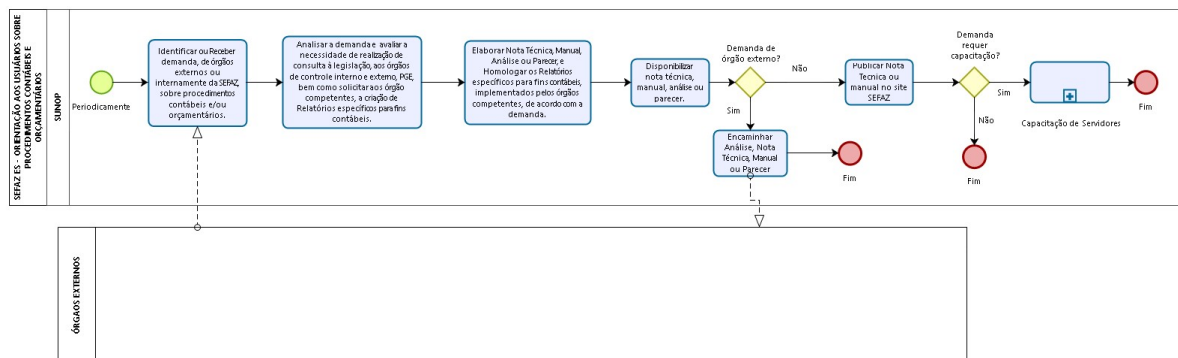 SEFAZ ES - ORIENTAÇÃO AOS USUÁRIOS SOBRE
PROCEDIMENTOS CONTÁBEIS E
ORÇAMENTÁRIOS
SUNOP
Periodicamente
Identificar ou Receber
demanda, de órgãos
externos ou
internamente da SEFAZ,
sobre procedimentos
contábeis e/ou
orçamentários.
Analisar a demanda e avaliar a
necessidade de realização de
consulta à legislação, aos órgãos
de controle interno e externo, PGE,
bem como solicitar aos órgão
competentes, a criação de
Relatórios específicos para fins
contábeis.
Elaborar Nota Técnica, Manual,
Análise ou Parecer, e
Homologar os Relatórios
específicos para fins contábeis,
implementados pelos órgãos
competentes, de acordo com a
demanda.
Disponibilizar
nota técnica,
manual, análise ou
parecer.
Demanda de
órgão externo?
Não
Sim
Encaminhar
Análise, Nota
Técnica, Manual
ou Parecer
Fim
Publicar Nota
Tecnica ou
manual no site
SEFAZ
Demanda
requer
capacitação?
Sim
Não
Fim
Capacitação de Servidores
Fim
ÓRGAOS EXTERNOS